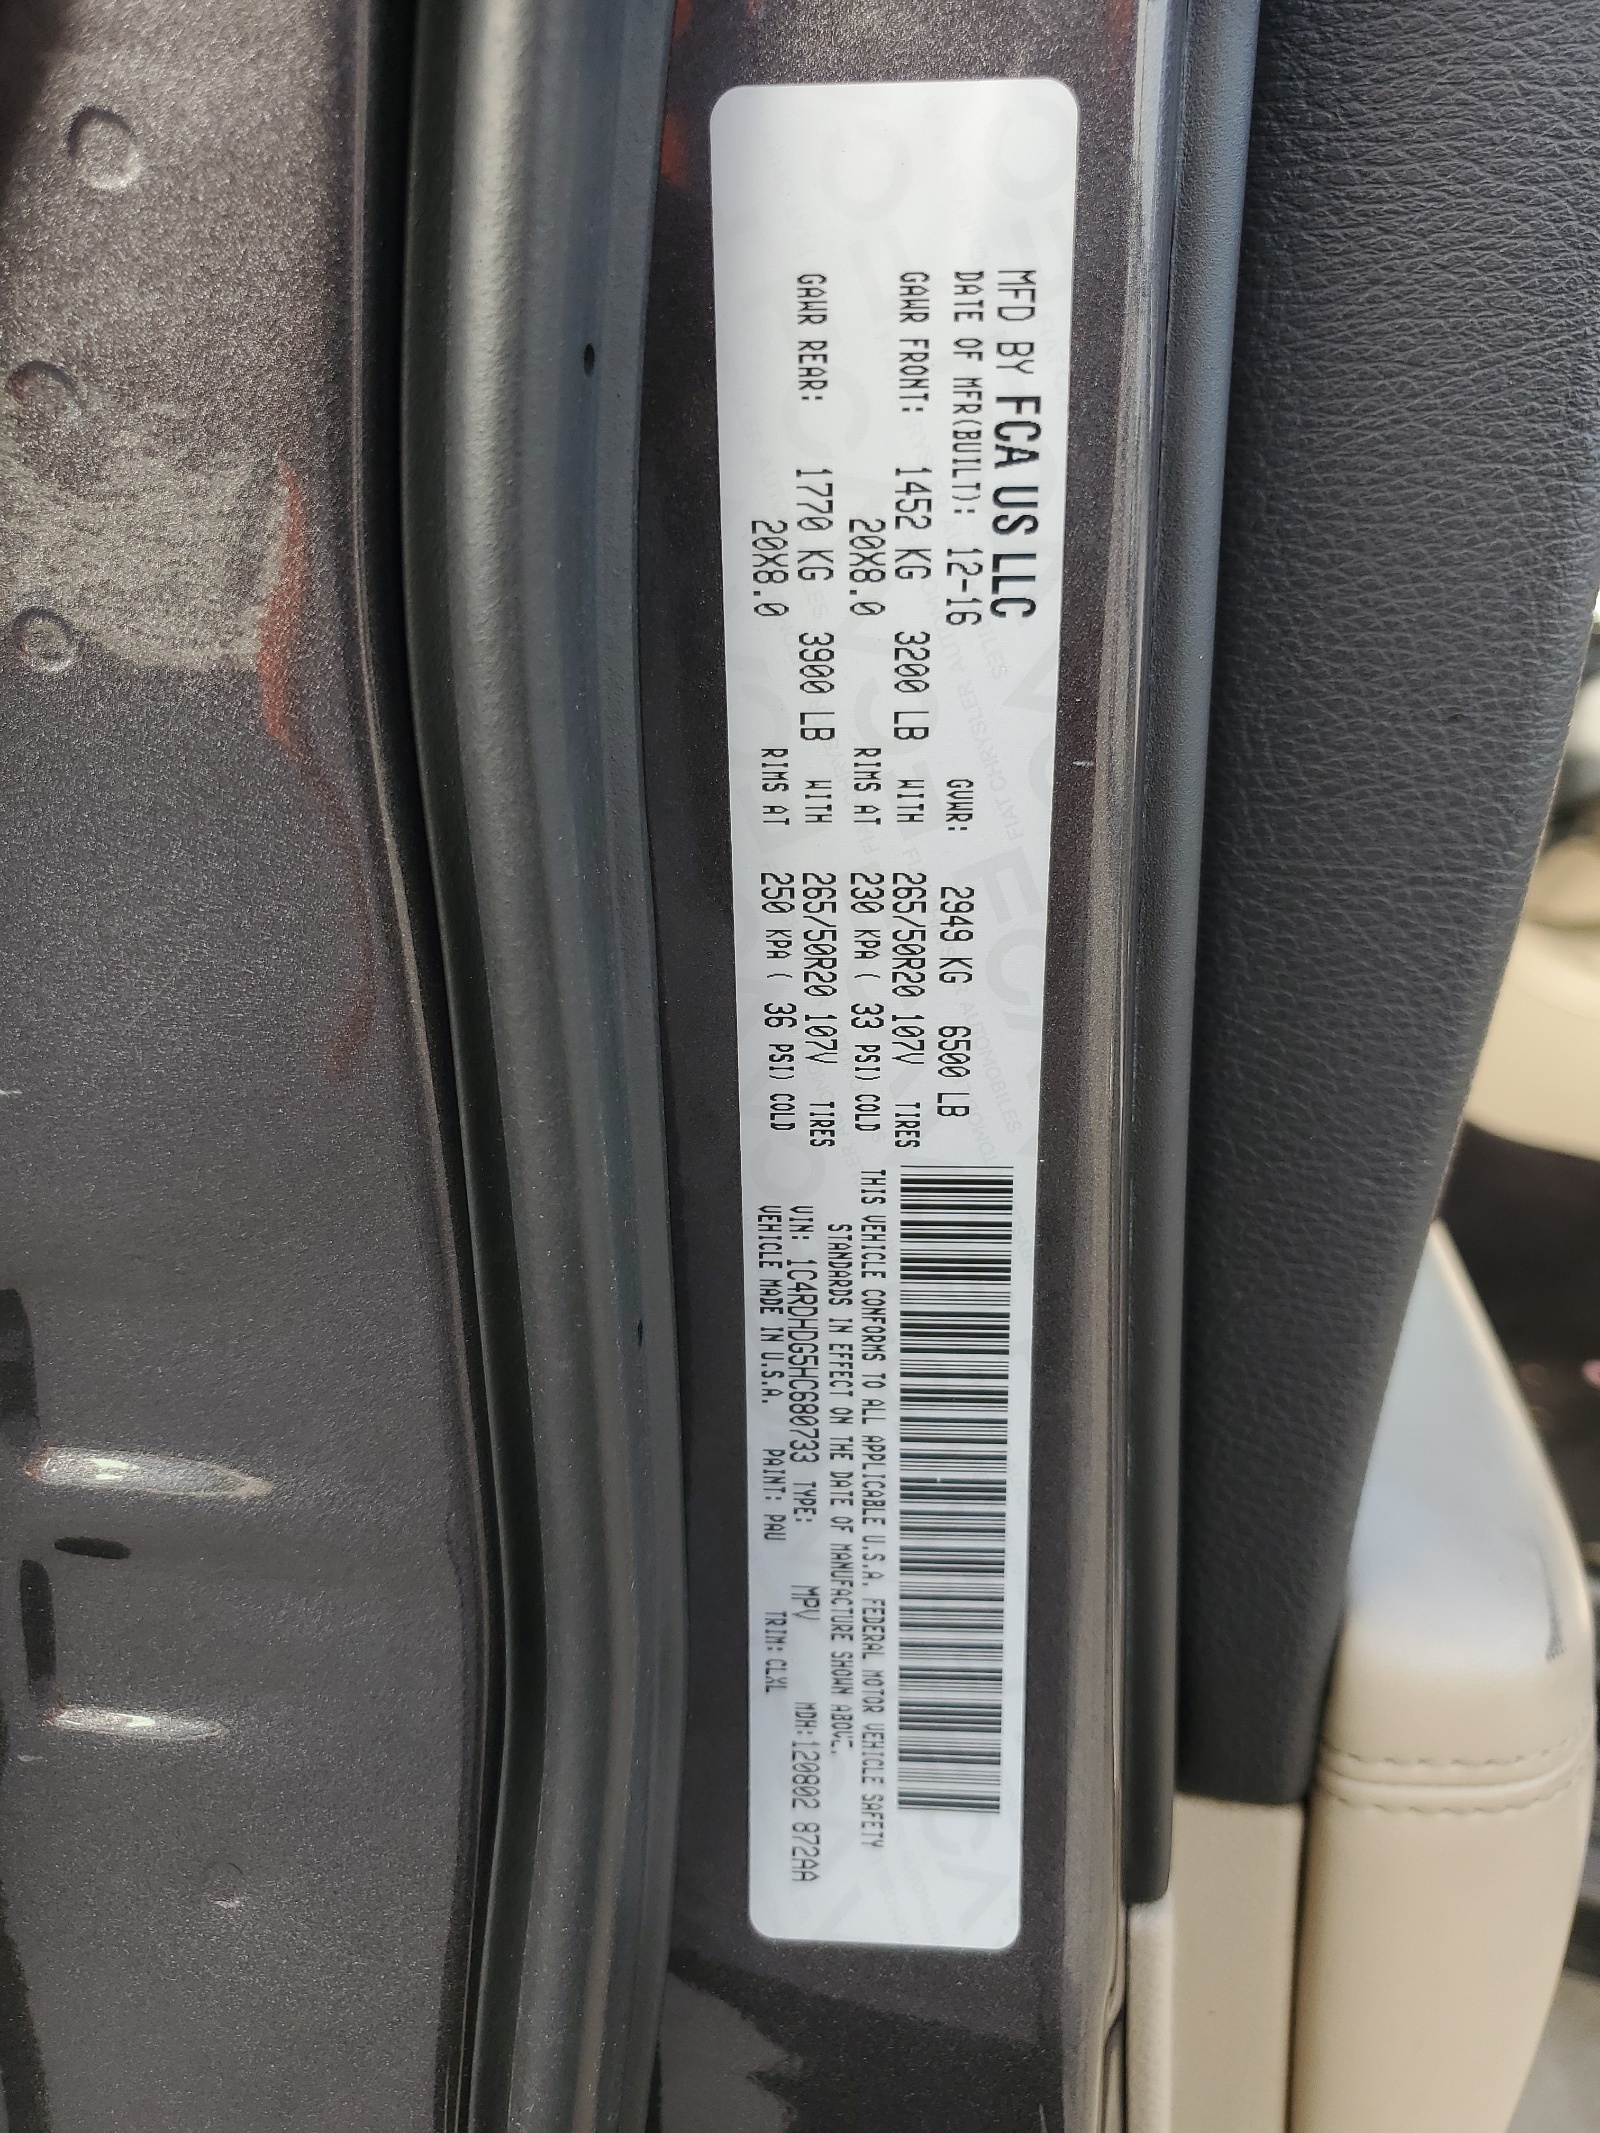 MFD BY FCA US LLC
DATE OF MFR(BUILT): 12-16 GVWR: 2949 KG 6500 LB
GAWR FRONT: 1452 KG 3200 LB WITH 265/50R20 107V TIRES
20X8.0 RIMS AT 230 KPA ( 33 PSI) COLD
GAWR REAR: 1770 KG 3900 LB WITH 265/50R20 107V TIRES
20X8.0 RIMS AT 250 KPA ( 36 PSI) COLD
THIS VEHICLE CONFORMS TO ALL APPLICABLE U.S.A. FEDERAL MOTOR VEHICLE SAFETY
STANDARDS IN EFFECT ON THE DATE OF MANUFACTURE SHOWN ABOVE.
VIN: 1C4RDHDG5HC680733 TYPE: MPV MDH:120802 872AA
VEHICLE MADE IN U.S.A. PAINT: PAU TRIM: CLXL